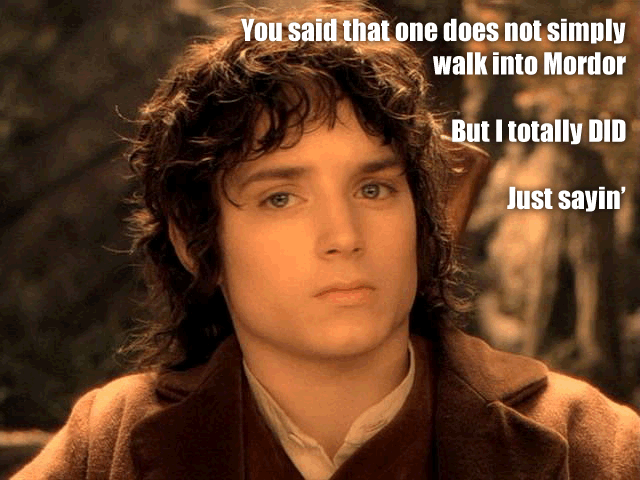 You said that one does not simply
walk into Mordor
But I totally DID
Just sayin’